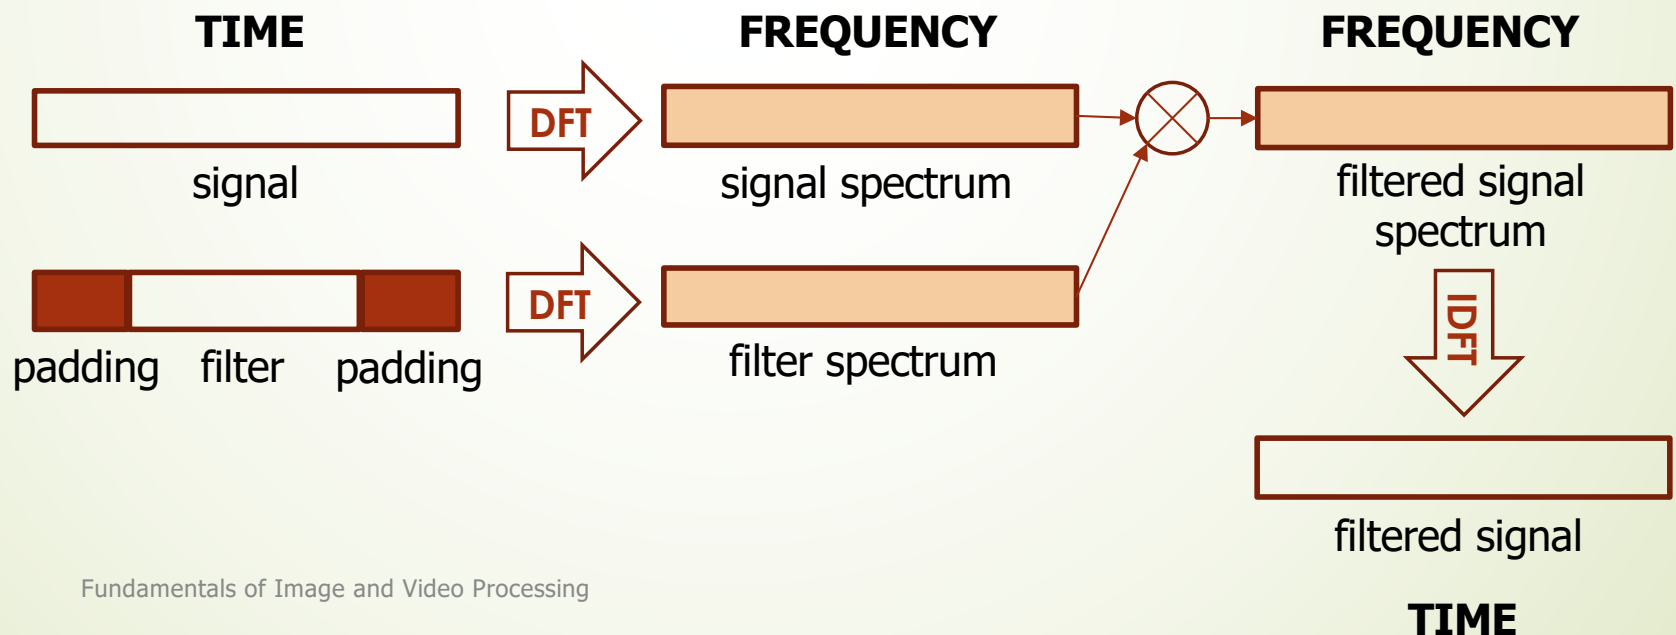 TIME
FREQUENCY
FREQUENCY
DFT
signal
signal spectrum
filtered signal
spectrum
DFT
padding
filter
padding
filter spectrum
IDFT
filtered signal
Fundamentals of Image and Video Processing
TIME